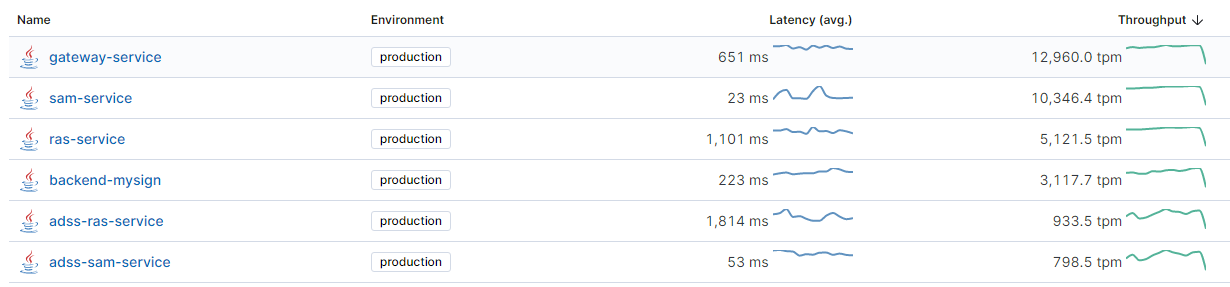 Name Environment Latency (avg.) Throughput
gateway-service production 651 ms 12,960.0 tpm
sam-service production 23 ms 10,346.4 tpm
ras-service production 1,101 ms 5,121.5 tpm
backend-mysign production 223 ms 3,117.7 tpm
adss-ras-service production 1,814 ms 933.5 tpm
adss-sam-service production 53 ms 798.5 tpm